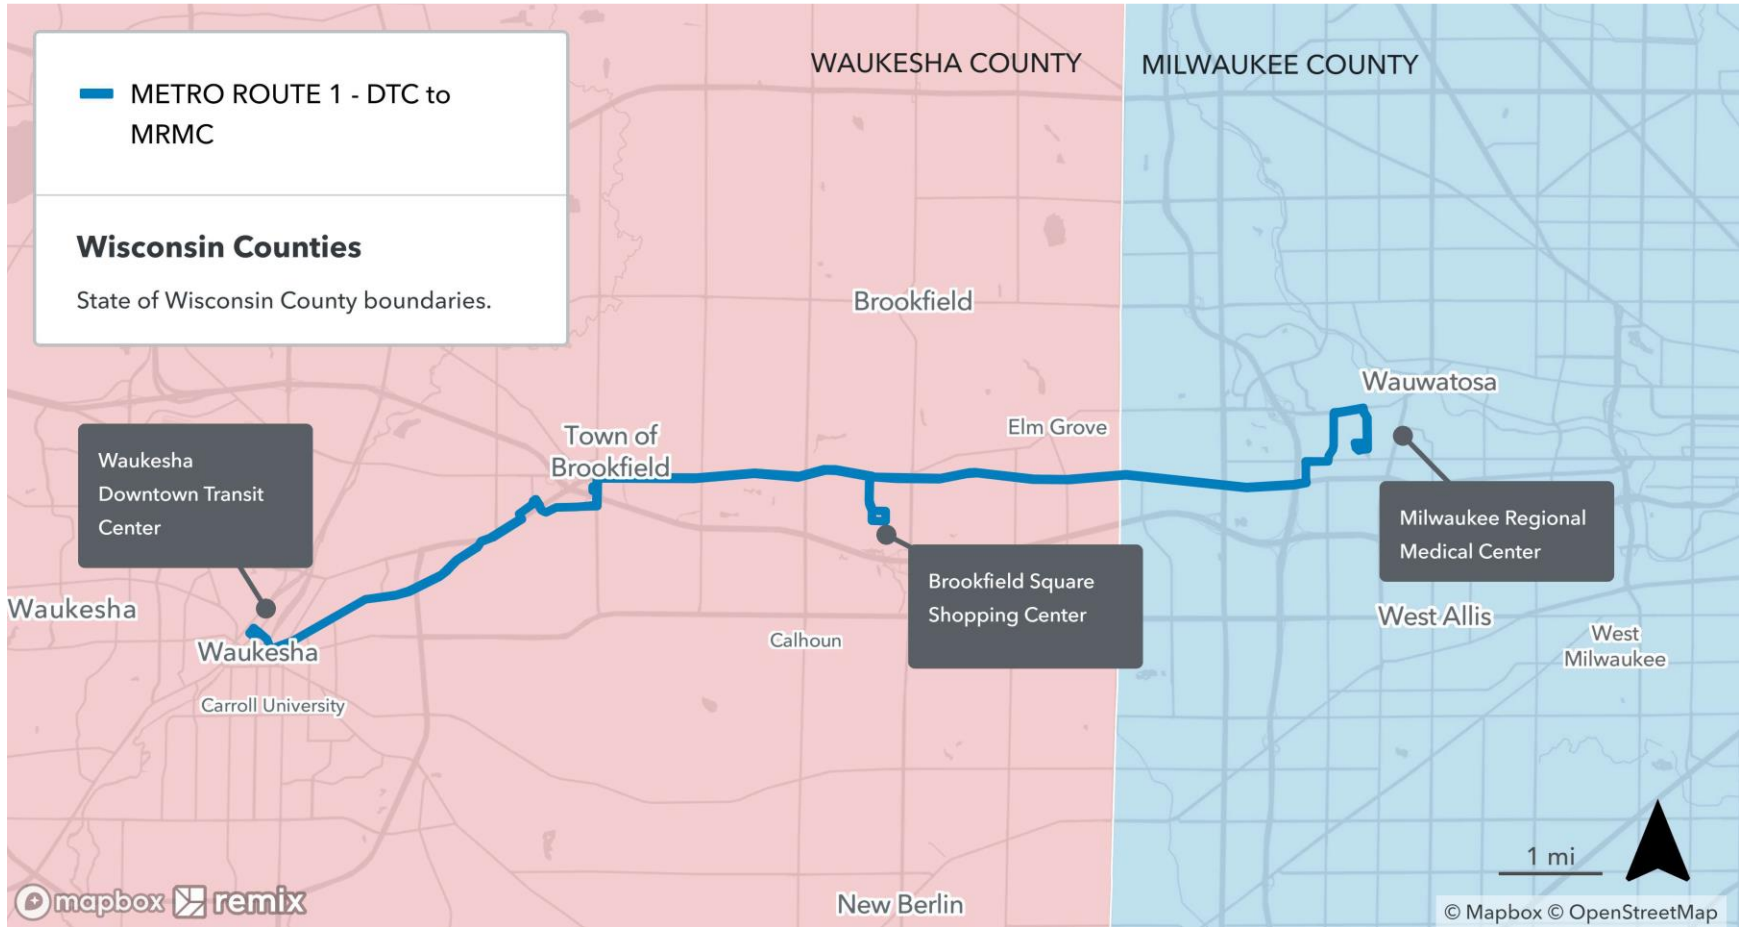 METRO ROUTE 1 - DTC to
MRMC
Wisconsin Counties
State of Wisconsin County boundaries.
WAUKESHA COUNTY
MILWAUKEE COUNTY
Brookfield
Wauwatosa
Elm Grove
Town of
Brookfield
Waukesha
Downtown Transit
Center
Milwaukee Regional
Medical Center
Brookfield Square
Shopping Center
Waukesha
Waukesha
Calhoun
West Allis
West
Milwaukee
Carroll University
1 mi
New Berlin
mapbox remix
© Mapbox © OpenStreetMap